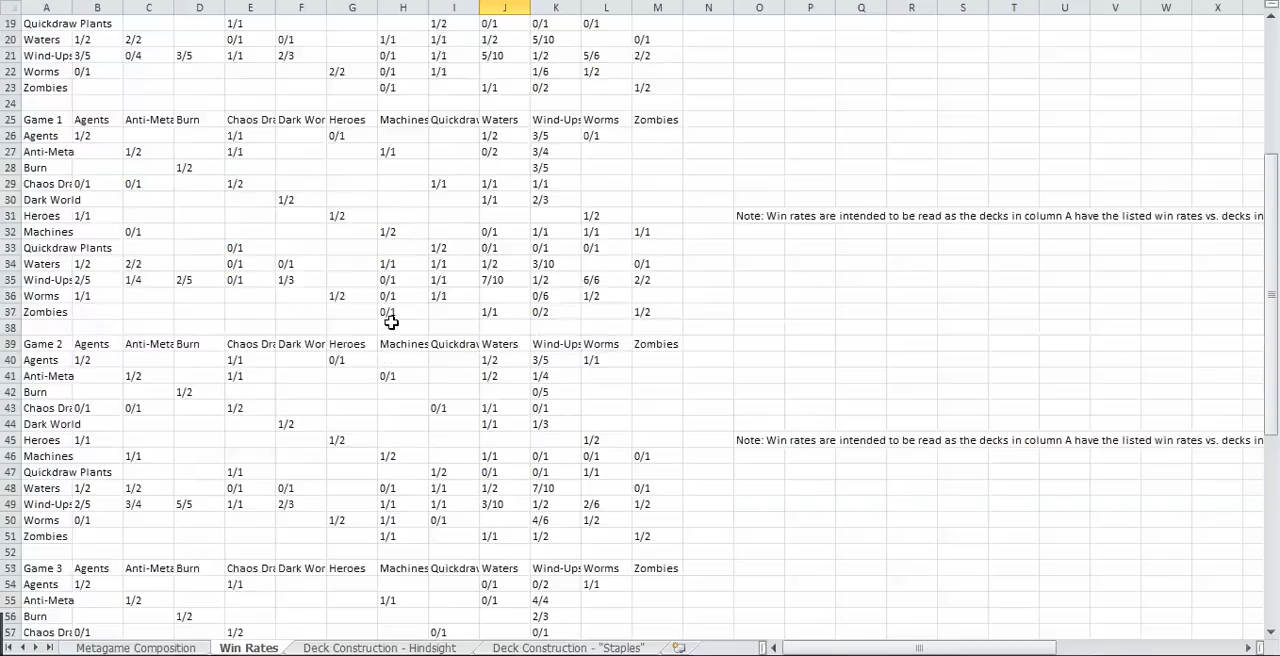 A B C D E F G H I J K L M N O P Q R S T U V W X
19 Quickdraw Plants 1/1 1/2 0/1 0/1 0/1
20 Waters 1/2 2/2 0/1 0/1 1/1 1/1 1/2 5/10 0/1
21 Wind-Ups 3/5 0/4 3/5 1/1 2/3 0/1 1/1 5/10 1/2 5/6 2/2
22 Worms 0/1 2/2 0/1 1/1 1/6 1/2
23 Zombies 0/1 1/1 0/2 1/2
24
25 Game 1 Agents Anti-Meta Burn Chaos Dra Dark Wor Heroes Machines Quickdraw Waters Wind-Ups Worms Zombies
26 Agents 1/2 1/1 0/1 1/2 3/5 0/1
27 Anti-Meta 1/2 1/1 1/1 0/2 3/4
28 Burn 1/2 3/5
29 Chaos Dra 0/1 0/1 1/2 1/1 1/1 1/1
30 Dark World 1/2 1/1 2/3
31 Heroes 1/1 1/2 1/2 Note: Win rates are intended to be read as the decks in column A have the listed win rates vs. decks in
32 Machines 0/1 1/2 0/1 1/1 1/1 1/1
33 Quickdraw Plants 0/1 1/2 0/1 0/1 0/1
34 Waters 1/2 2/2 0/1 0/1 1/1 1/1 1/2 3/10 0/1
35 Wind-Ups 2/5 1/4 2/5 0/1 1/3 0/1 1/1 7/10 1/2 6/6 2/2
36 Worms 1/1 1/2 0/1 1/1 0/6 1/2
37 Zombies 0/1 1/1 0/2 1/2
38
39 Game 2 Agents Anti-Meta Burn Chaos Dra Dark Wor Heroes Machines Quickdraw Waters Wind-Ups Worms Zombies
40 Agents 1/2 1/1 0/1 1/2 3/5 1/1
41 Anti-Meta 1/2 1/1 0/1 1/2 1/4
42 Burn 1/2 0/5
43 Chaos Dra 0/1 0/1 1/2 0/1 1/1 0/1
44 Dark World 1/2 1/1 1/3
45 Heroes 1/1 1/2 1/2 Note: Win rates are intended to be read as the decks in column A have the listed win rates vs. decks in
46 Machines 1/1 1/2 1/1 0/1 0/1 0/1
47 Quickdraw Plants 1/1 1/2 0/1 0/1 1/1
48 Waters 1/2 1/2 0/1 0/1 0/1 1/1 1/2 7/10 0/1
49 Wind-Ups 2/5 3/4 5/5 1/1 2/3 1/1 1/1 3/10 1/2 2/6 1/2
50 Worms 0/1 1/2 1/1 0/1 4/6 1/2
51 Zombies 1/1 1/1 1/2 1/2
52
53 Game 3 Agents Anti-Meta Burn Chaos Dra Dark Wor Heroes Machines Quickdraw Waters Wind-Ups Worms Zombies
54 Agents 1/2 1/1 0/1 0/2 1/1
55 Anti-Meta 1/2 1/1 0/1 4/4
56 Burn 1/2 2/3
57 Chaos Dra 0/1 1/2 0/1 0/1
Metagame Composition Win Rates Deck Construction - Hindsight Deck Construction - "Staples"